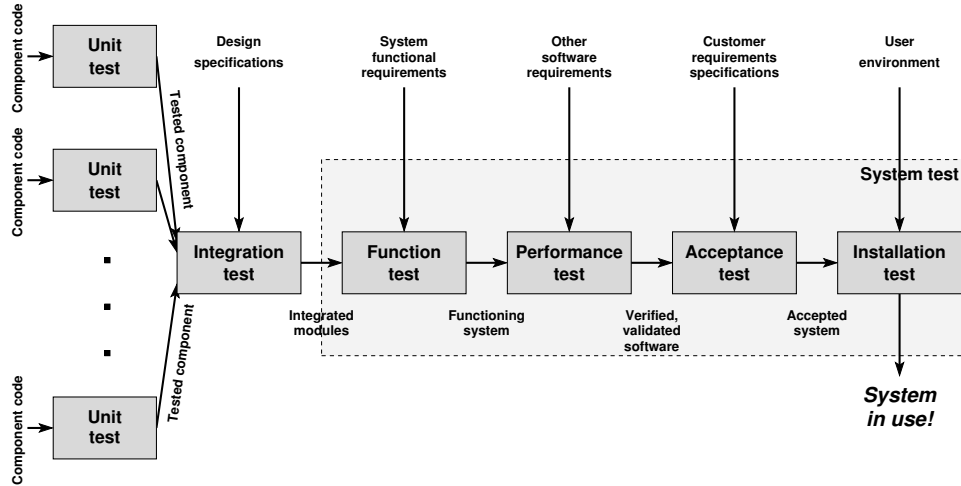 Component code
Unit
test
Component code
Unit
test
Component code
Unit
test
Tested component
Tested component
Design
specifications
System
functional
requirements
Other
software
requirements
Customer
requirements
specifications
User
environment
System test
Integration
test
Function
test
Performance
test
Acceptance
test
Installation
test
Integrated
modules
Functioning
system
Verified,
validated
software
Accepted
system
System
in use!